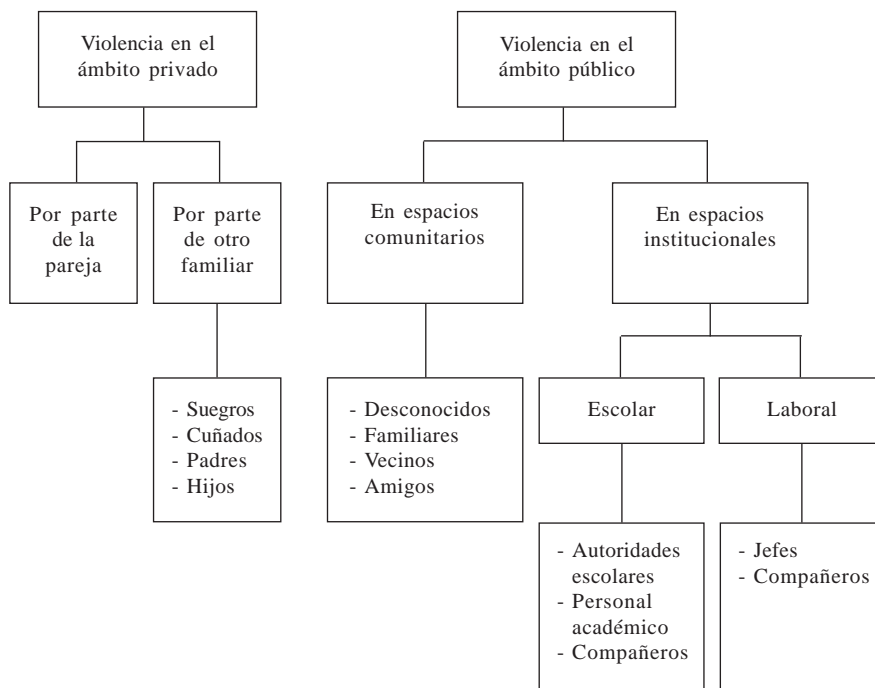 Violencia en el
ámbito privado
Violencia en el
ámbito público
Por parte
de la
pareja
Por parte
de otro
familiar
En espacios
comunitarios
En espacios
institucionales
- Suegros
- Cuñados
- Padres
- Hijos
- Desconocidos
- Familiares
- Vecinos
- Amigos
Escolar
Laboral
- Autoridades
escolares
- Personal
académico
- Compañeros
- Jefes
- Compañeros